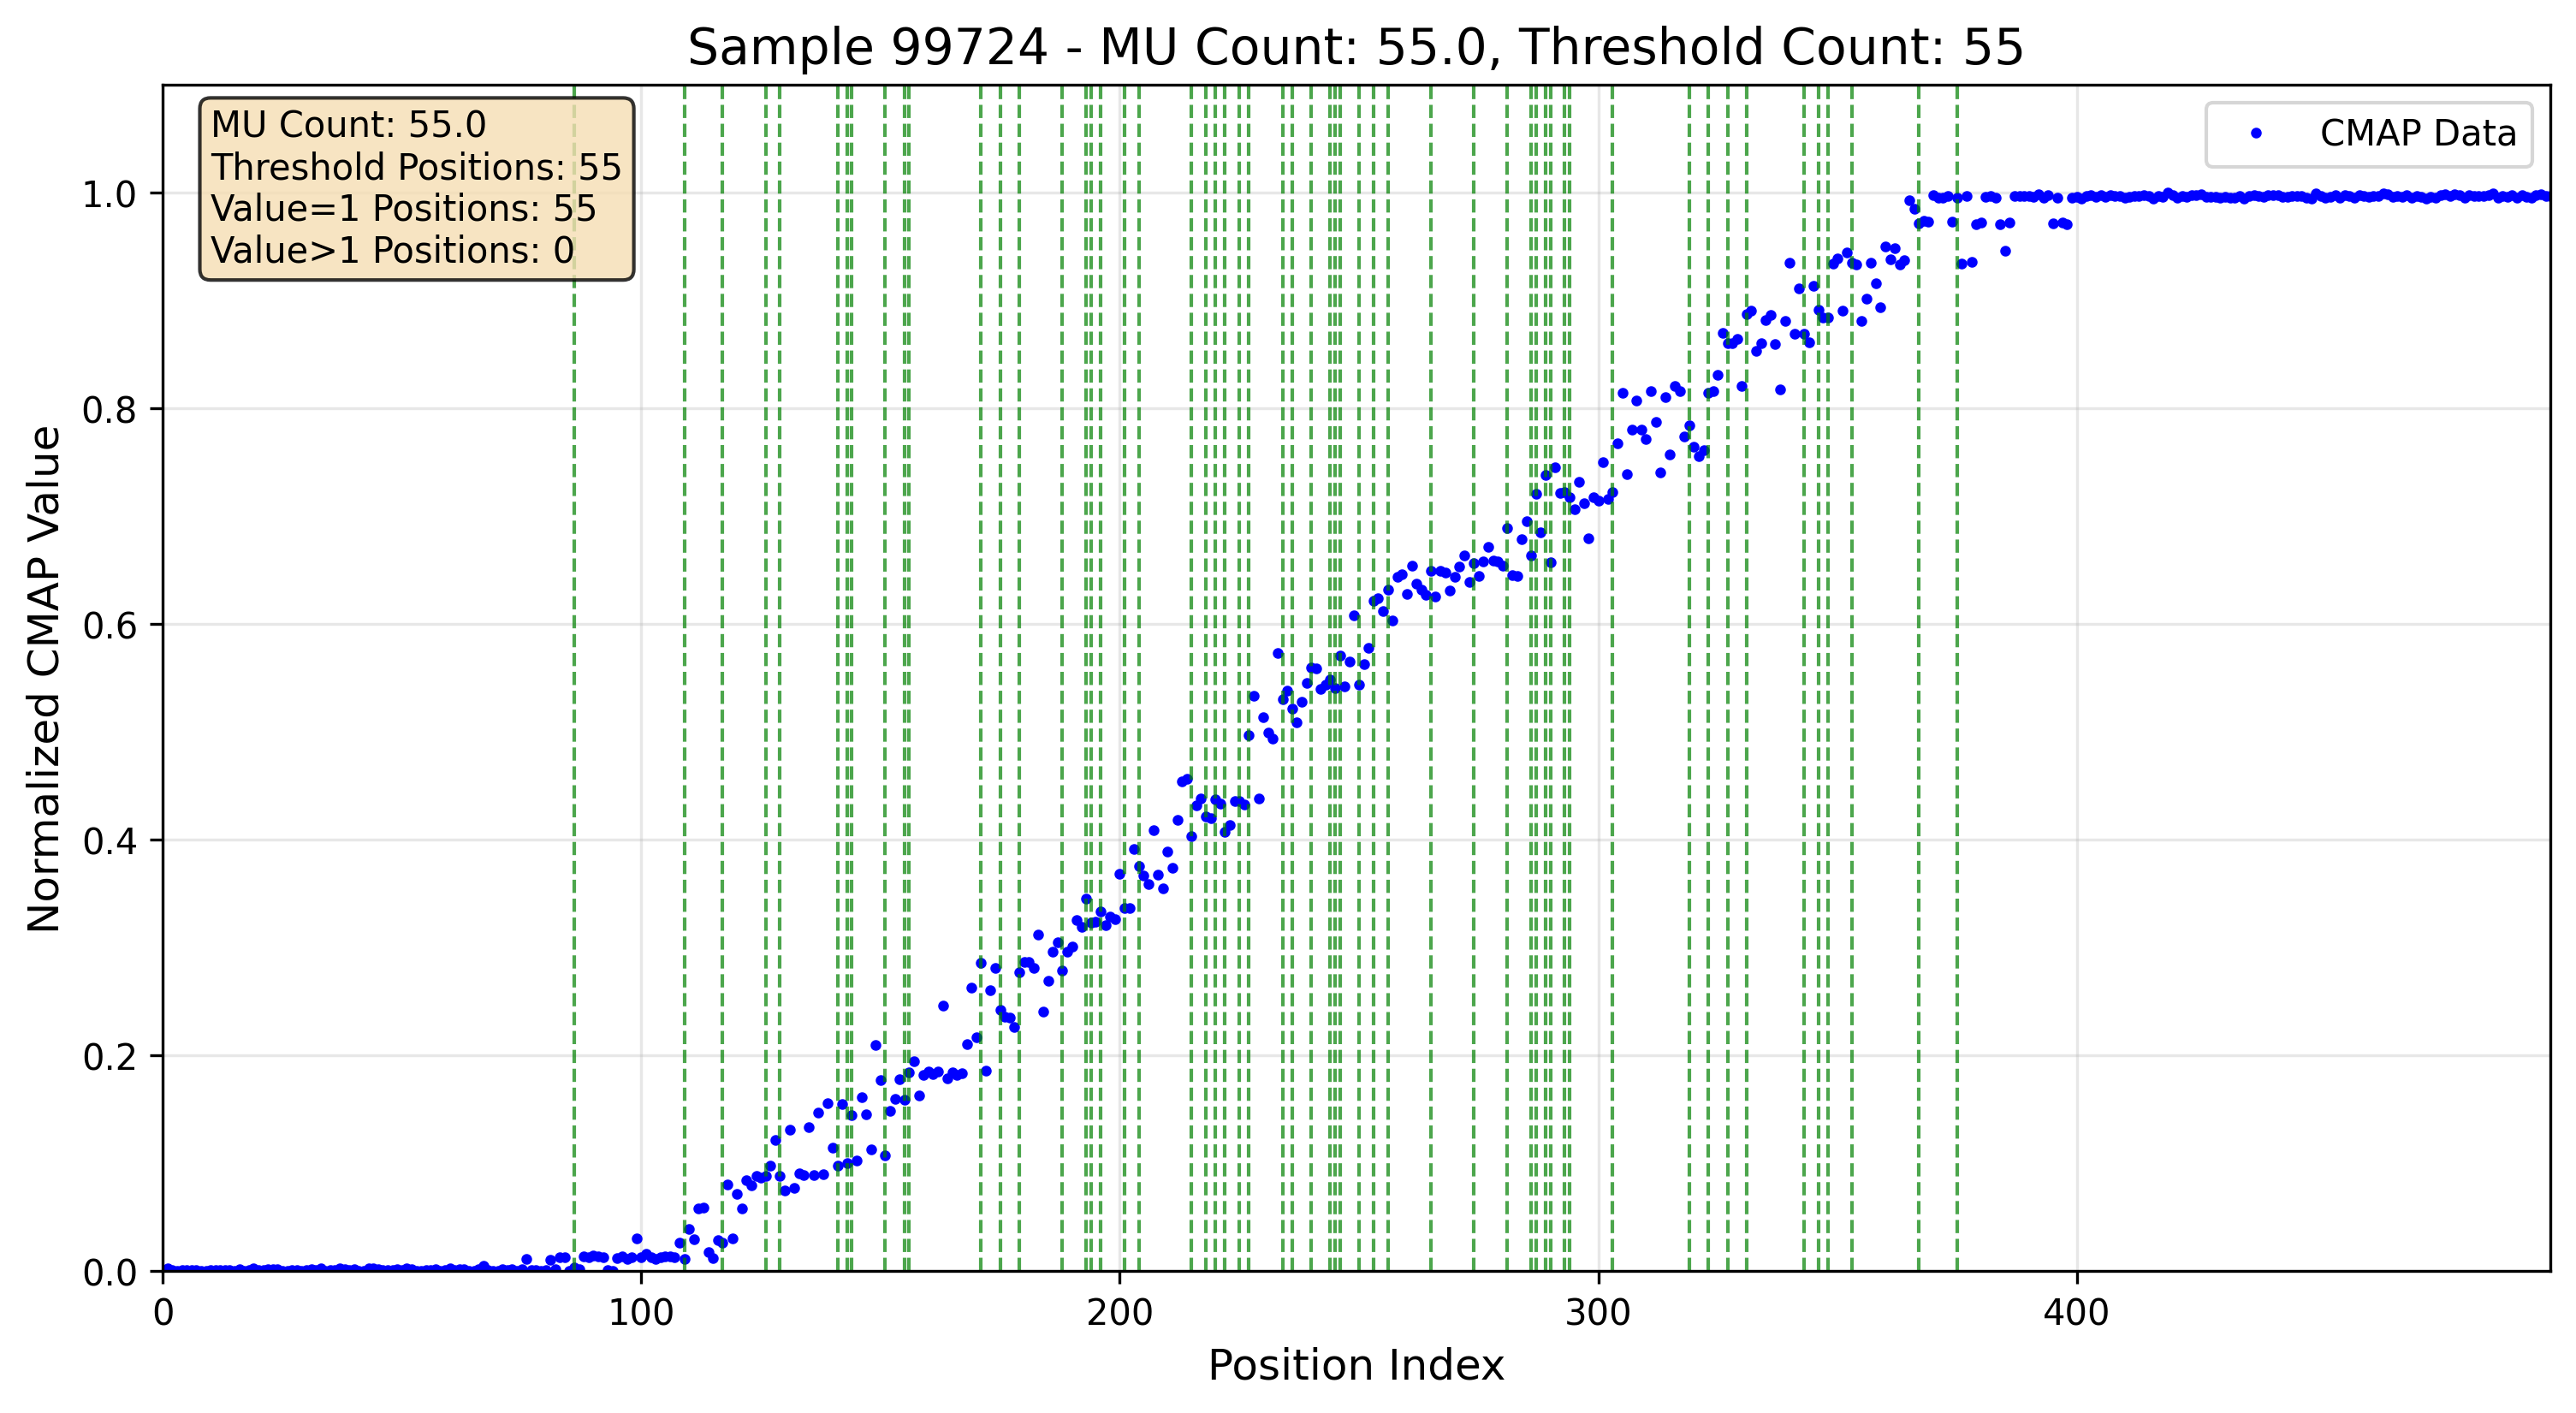 Sample 99724 - MU Count: 55.0, Threshold Count: 55
MU Count: 55.0
Threshold Positions: 55
Value=1 Positions: 55
Value>1 Positions: 0
CMAP Data
Normalized CMAP Value
1.0
0.8
0.6
0.4
0.2
0.0
0 100 200 300 400
Position Index